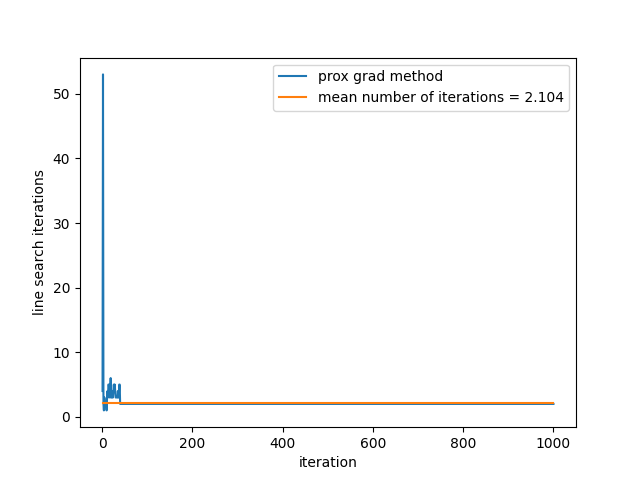 prox grad method
mean number of iterations = 2.104
line search iterations
50
40
30
20
10
0
0 200 400 600 800 1000
iteration